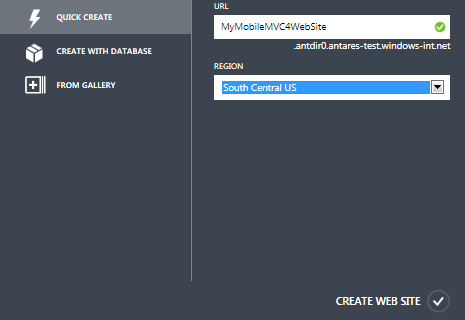 QUICK CREATE
CREATE WITH DATABASE
FROM GALLERY
URL
MyMobileMVC4WebSite
.antdir0.antares-test.windows-int.net
REGION
South Central US
CREATE WEB SITE